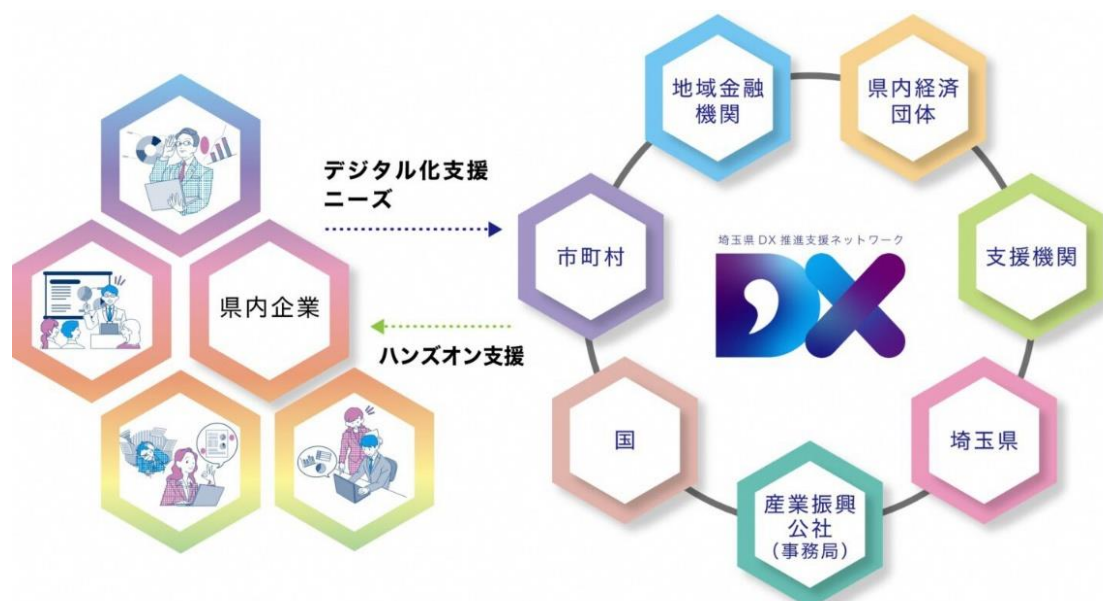 デジタル化支援
ニーズ
県内企業
ハンズオン支援
地域金融
機関
県内経済
団体
市町村
埼玉県DX推進支援ネットワーク
DX
支援機関
国
埼玉県
産業振興
公社
(事務局)